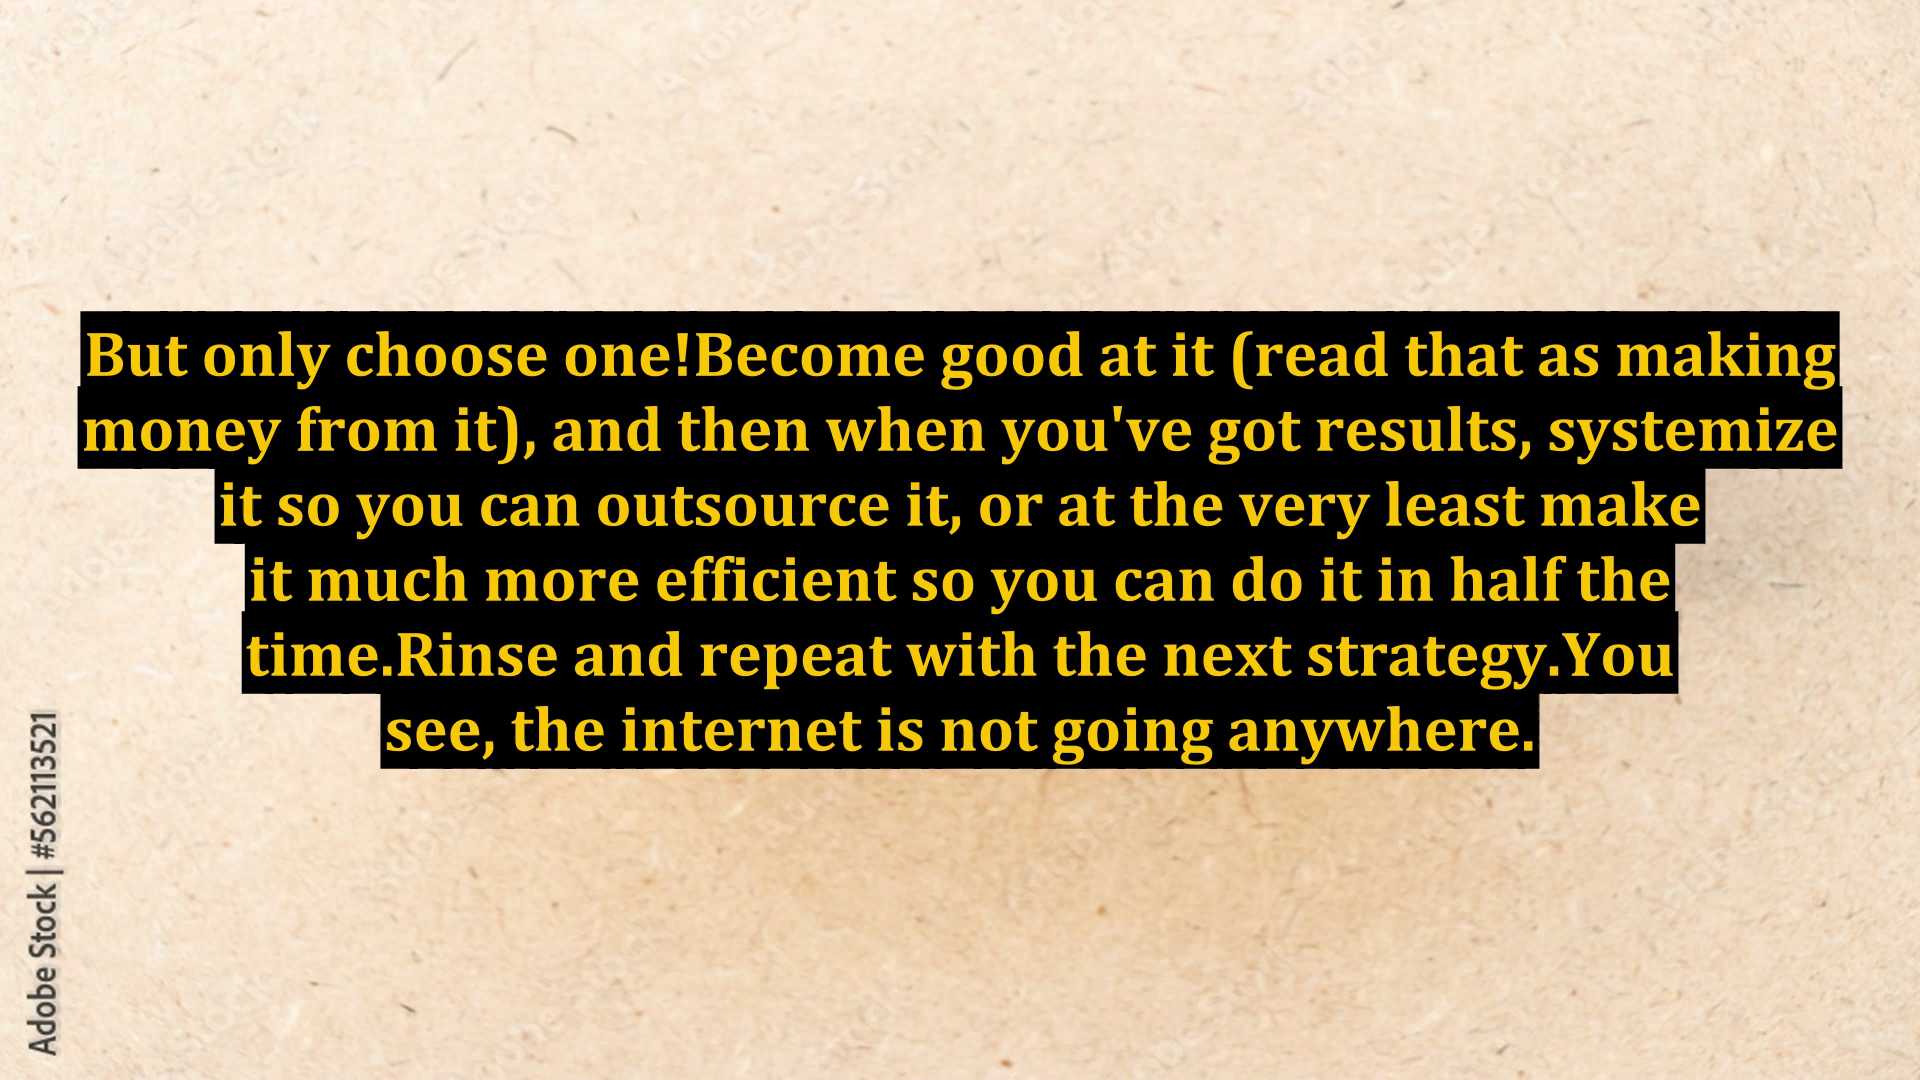 But only choose one!Become good at it (read that as making
money from it), and then when you've got results, systemize
it so you can outsource it, or at the very least make
it much more efficient so you can do it in half the
time.Rinse and repeat with the next strategy.You
see, the internet is not going anywhere.
Adobe Stock | #562113521